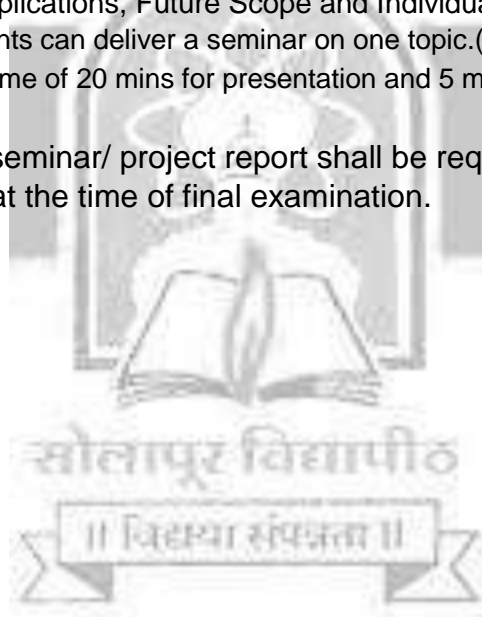 plications, Future Scope and Individua
nts can deliver a seminar on one topic.(
me of 20 mins for presentation and 5 m
seminar/ project report shall be req
at the time of final examination.
सोलापूर विद्यापीठ
॥ विद्यया संपन्नता ॥